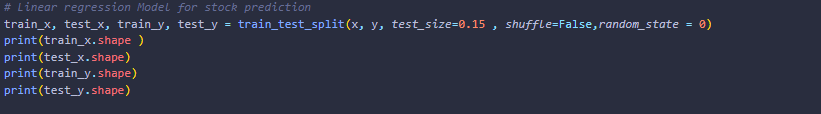 # Linear regression Model for stock prediction
train_x, test_x, train_y, test_y = train_test_split(x, y, test_size=0.15 , shuffle=False,random_state = 0)
print(train_x.shape )
print(test_x.shape)
print(train_y.shape)
print(test_y.shape)